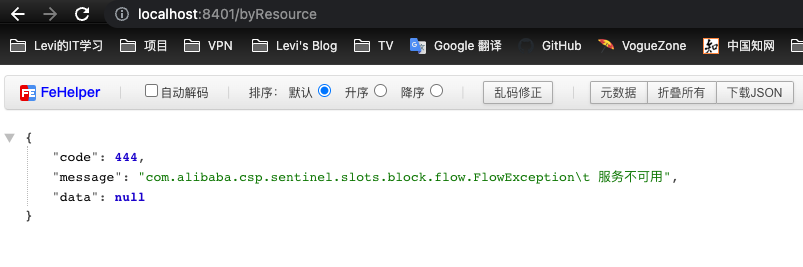 localhost:8401/byResource
Levi的IT学习 项目 VPN Levi's Blog TV Google 翻译 GitHub VogueZone 知 中国知网
FE FeHelper 自动解码 排序： 默认 升序 降序 乱码修正 元数据 折叠所有 下载JSON
{
"code": 444,
"message": "com.alibaba.csp.sentinel.slots.block.flow.FlowException\t 服务不可用",
"data": null
}